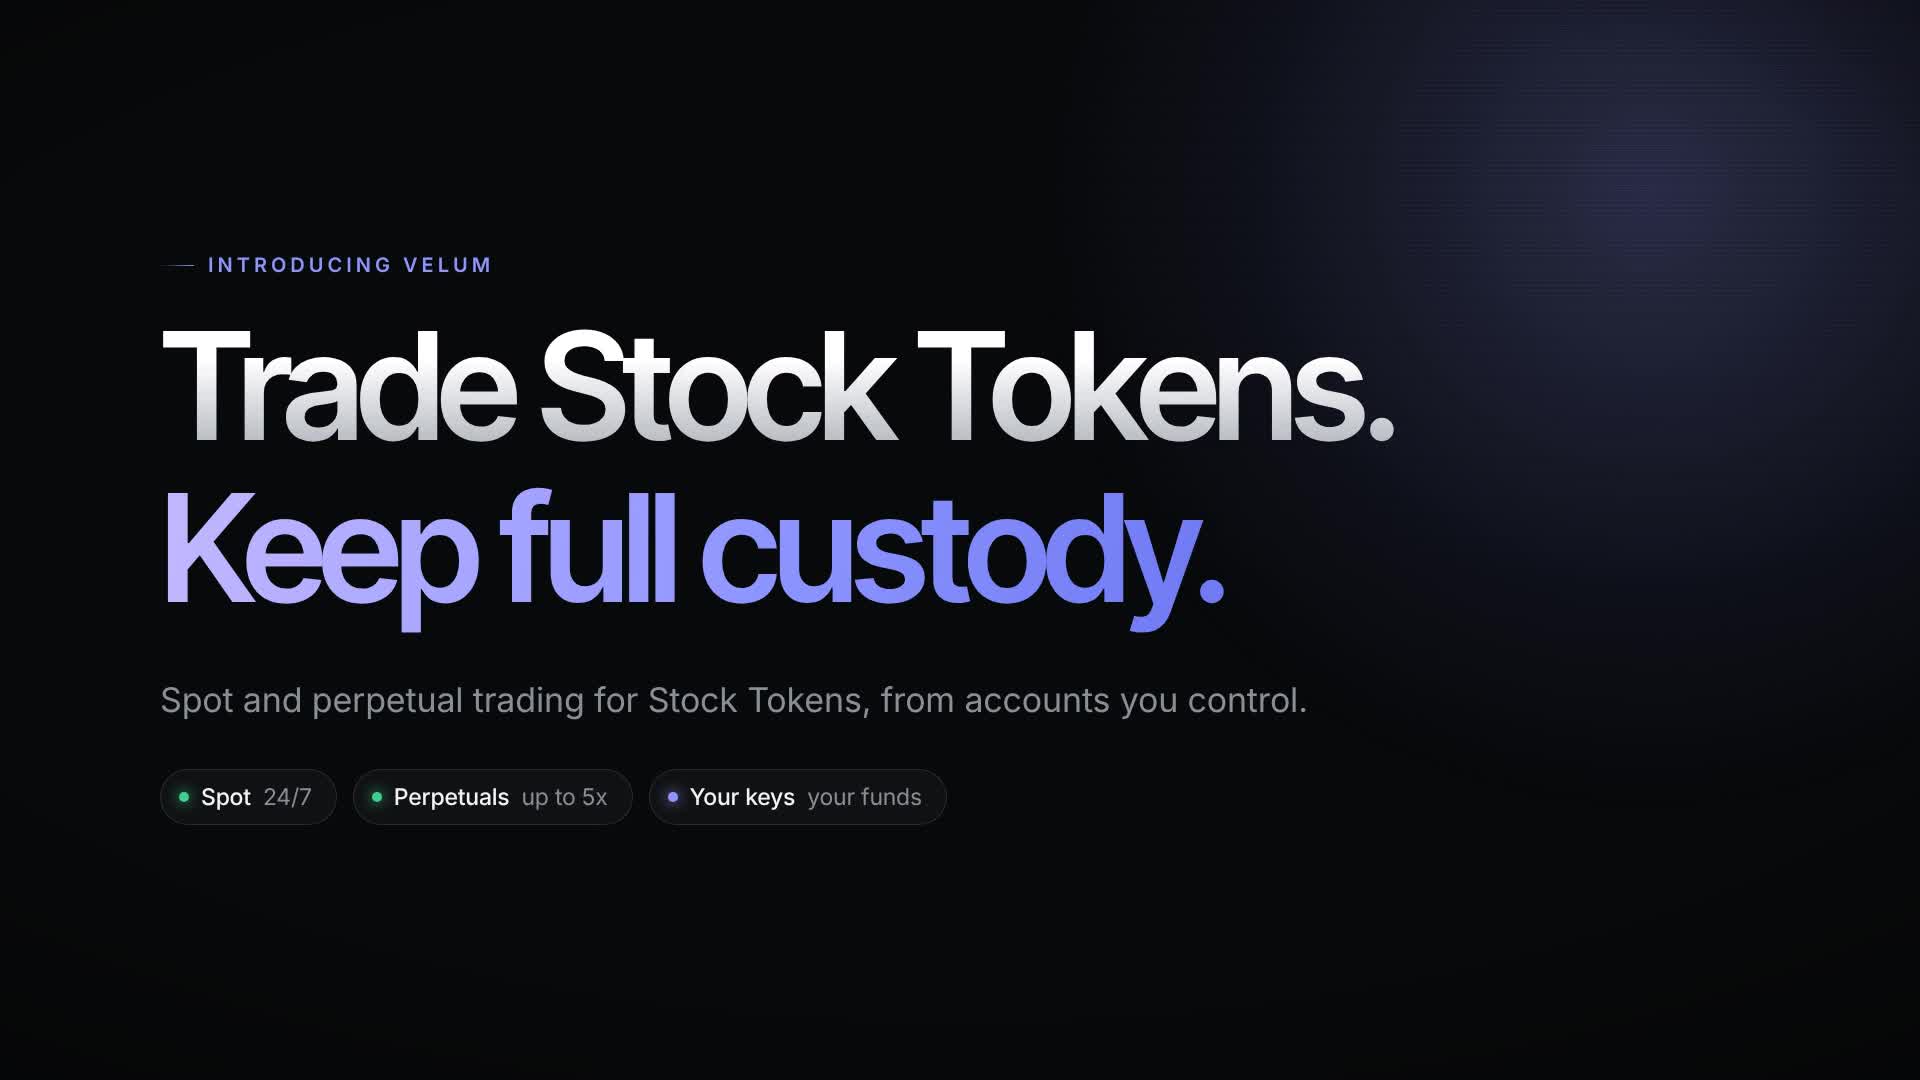 INTRODUCING VELUM
Trade Stock Tokens.
Keep full custody.
Spot and perpetual trading for Stock Tokens, from accounts you control.
Spot 24/7 Perpetuals up to 5x Your keys your funds